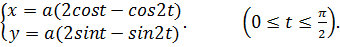 {x = a(2cost − cos2t)
{y = a(2sint − sin2t). (0 ≤ t ≤ π/2).